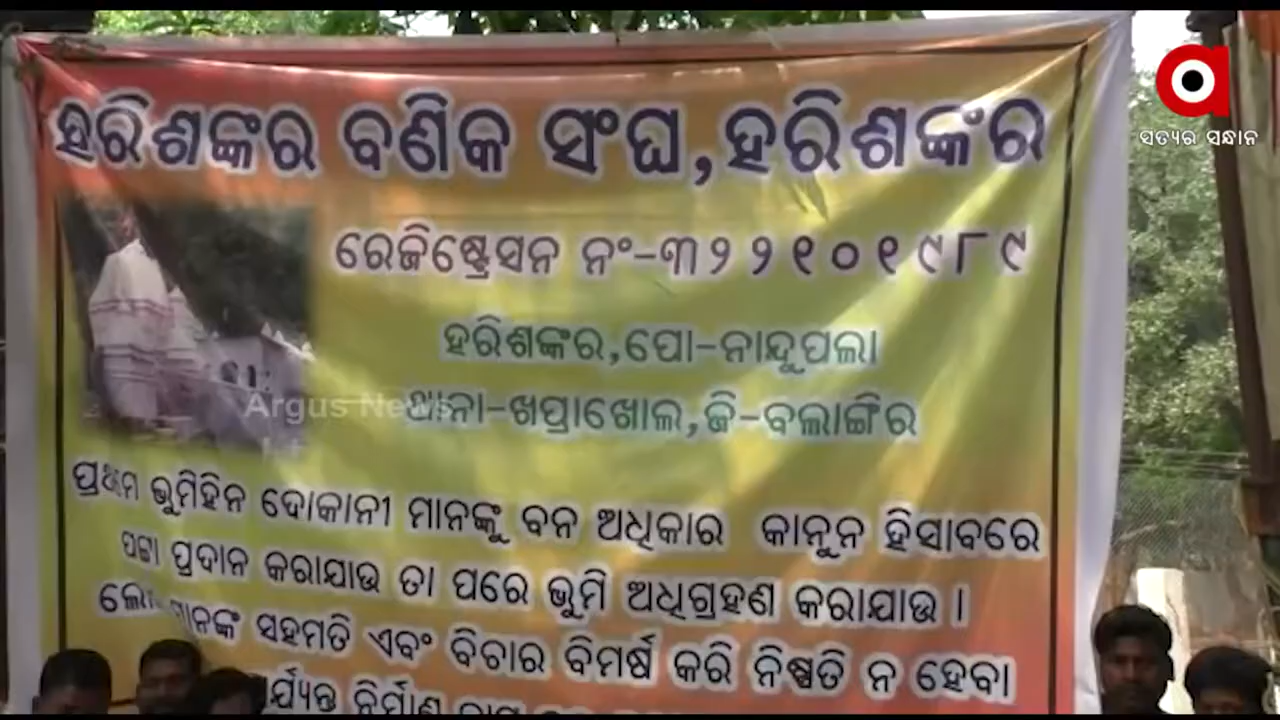 ହରିଶଙ୍କର ବଣିକ ସଂଘ,ହରିଶଙ୍କର
ରେଜିଷ୍ଟ୍ରେସନ ନଂ-୩୨୨୧୦୧୯୮୯
ହରିଶଙ୍କର,ପୋ-ନାନ୍ଦୁପଲା
ଥାନା-ଖପ୍ରାଖୋଲ,ଜି-ବଲାଙ୍ଗିର
ପ୍ରଥମ ଭୁମିହିନ ଦୋକାନୀ ମାନଙ୍କୁ ବନ ଅଧିକାର କାନୁନ ହିସାବରେ
ପଟ୍ଟା ପ୍ରଦାନ କରାଯାଉ ତା ପରେ ଭୁମି ଅଧିଗ୍ରହଣ କରାଯାଉ ।
ସହମତି ଏବଂ ବିଚାର ବିମର୍ଷ କରି ନିଷ୍ପତି ନ ହେବା
ନିର୍ମାଣ
Argus News
ସତ୍ୟର ସନ୍ଧାନ